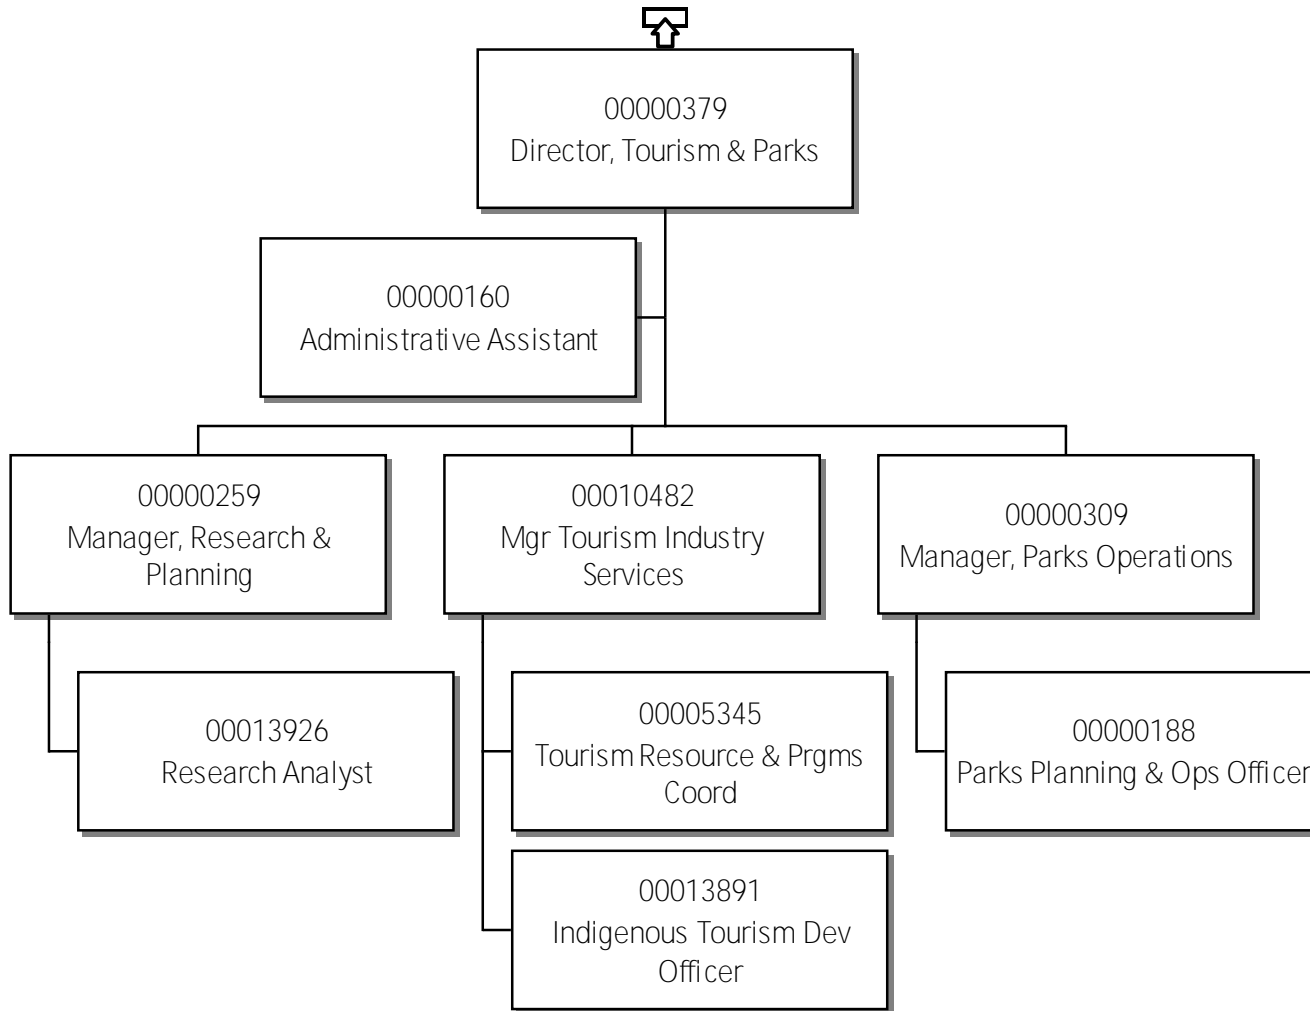 00000379
Director, Tourism & Parks
00000160
Administrative Assistant
00000259
Manager, Research &
Planning
00010482
Mgr Tourism Industry
Services
00000309
Manager, Parks Operations
00013926
Research Analyst
00005345
Tourism Resource & Prgms
Coord
00000188
Parks Planning & Ops Officer
00013891
Indigenous Tourism Dev
Officer